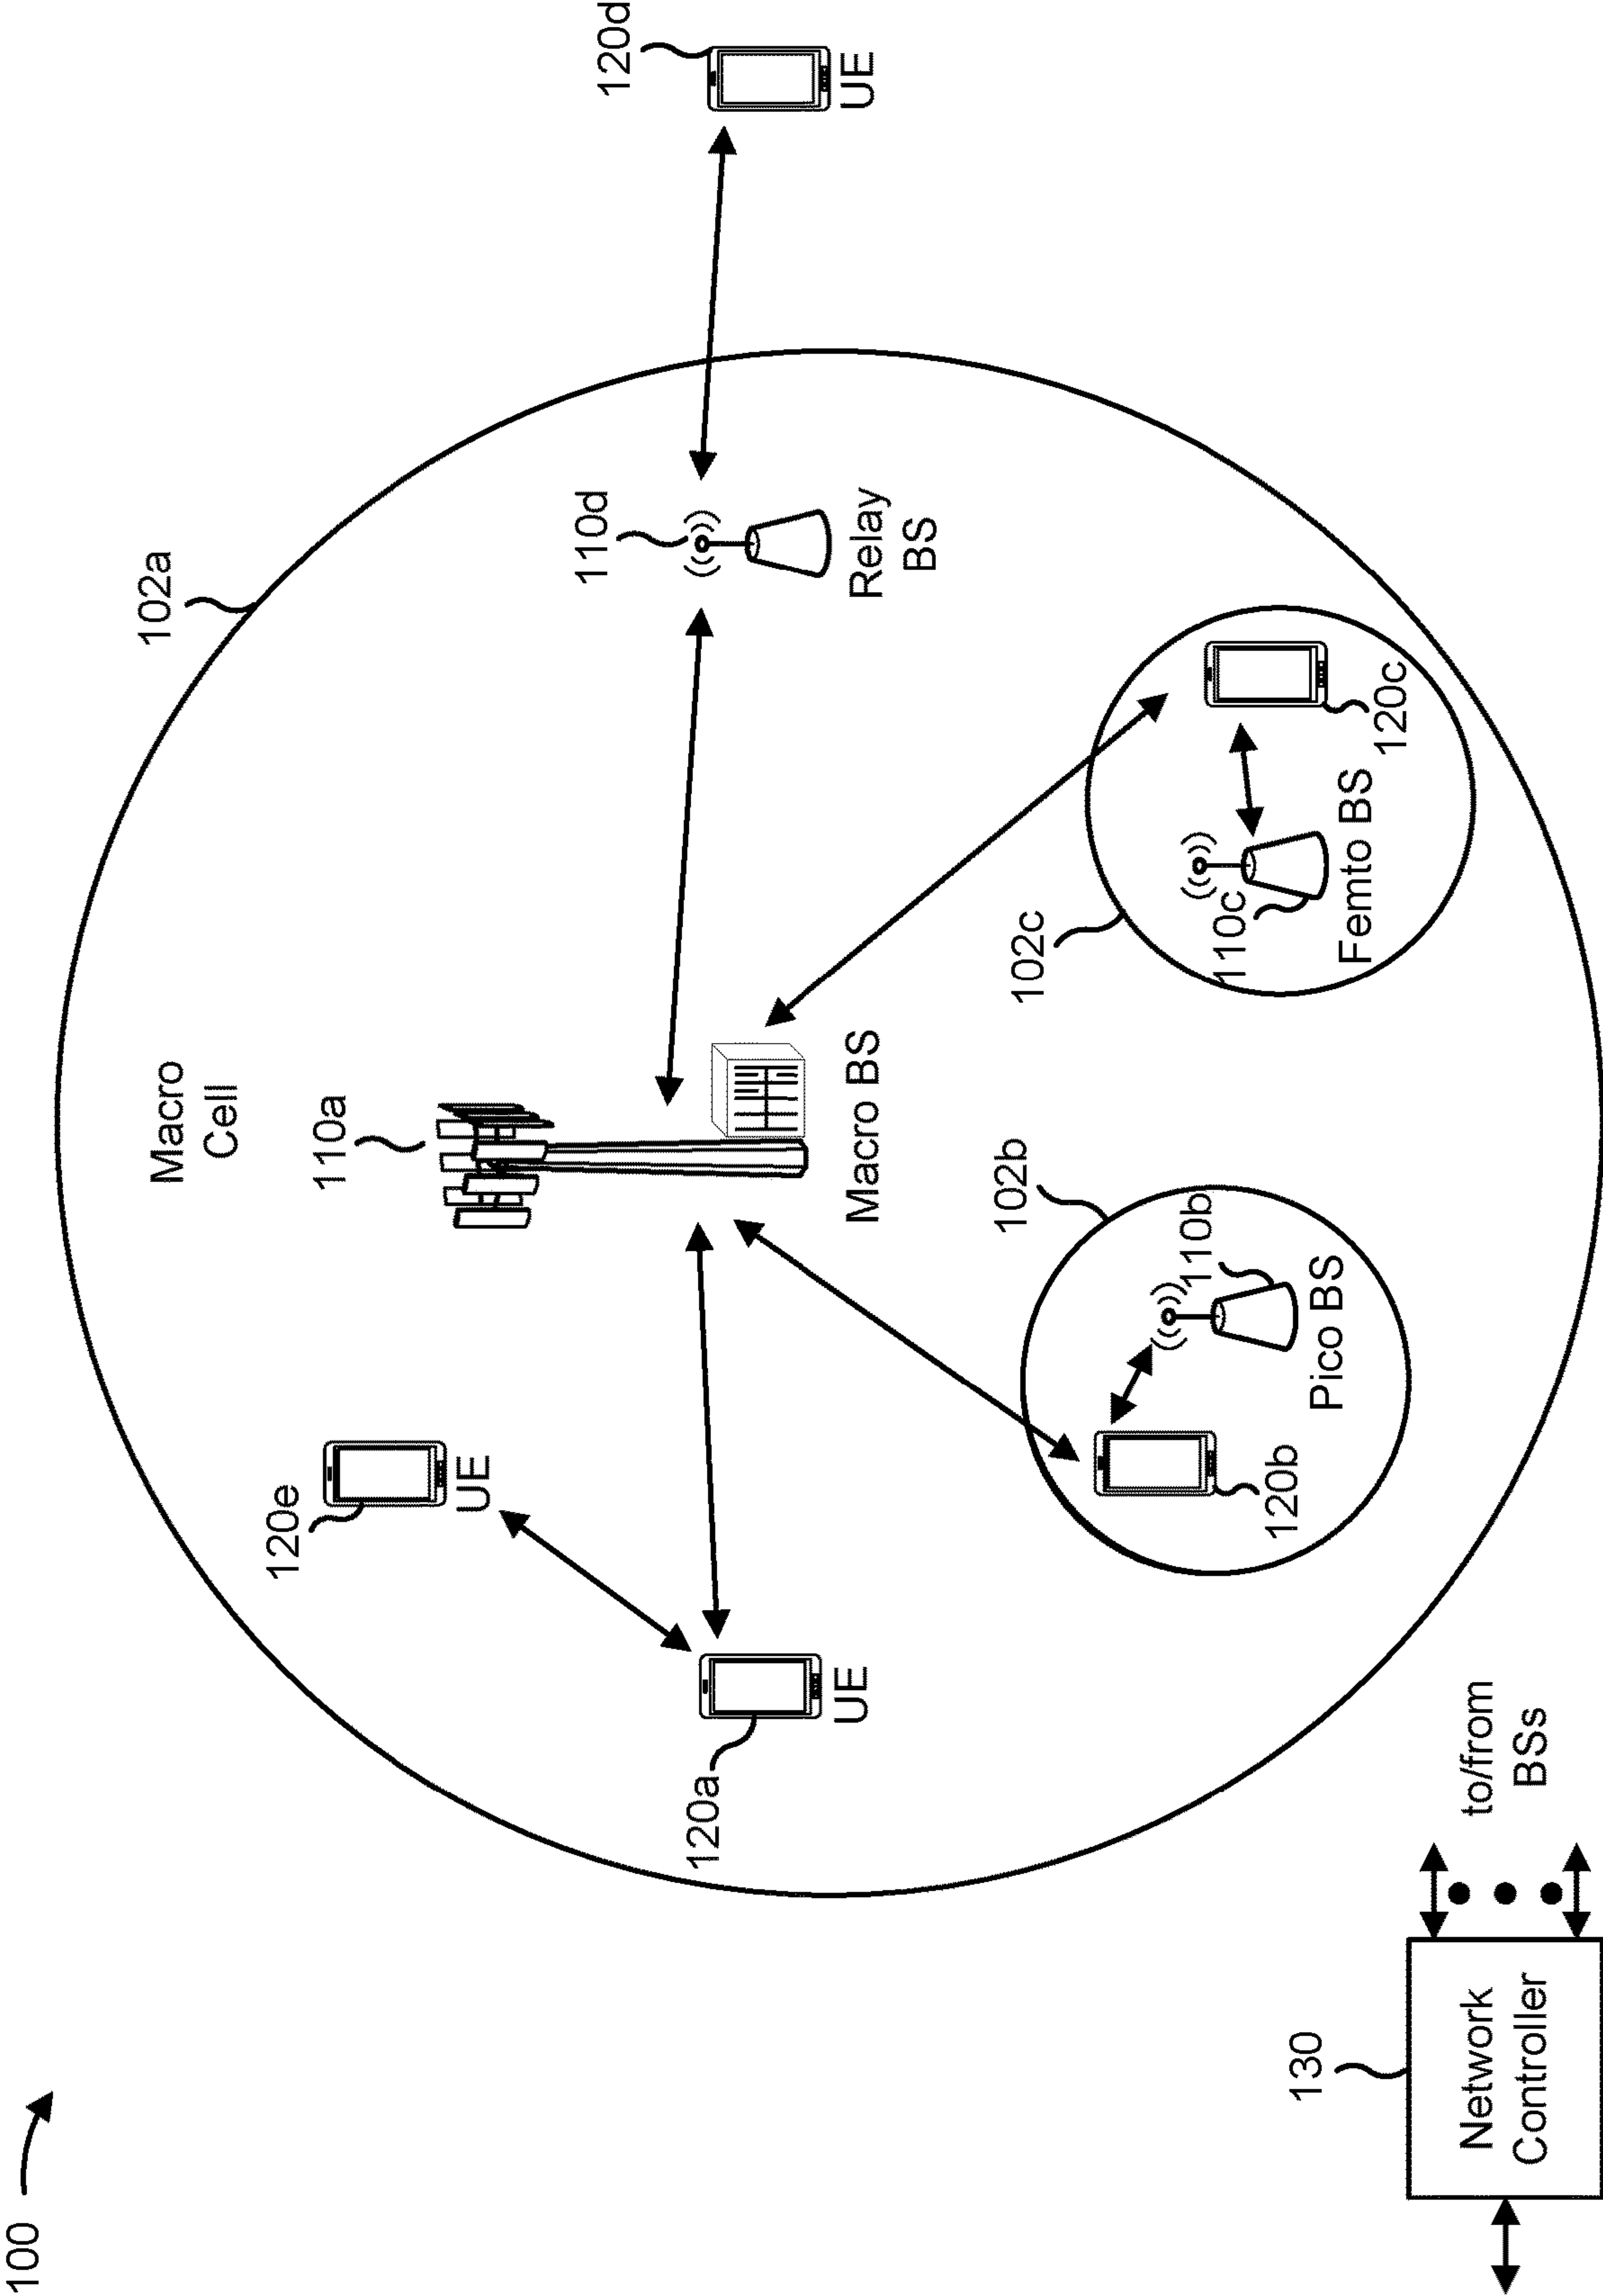 100
102a
Macro
Cell
110a
120e
UE
120a
UE
Macro BS
110d
Relay
BS
120d
UE
102b
110b
120b
Pico BS
102c
110c
120c
Femto BS
130
Network
Controller
to/from
BSs